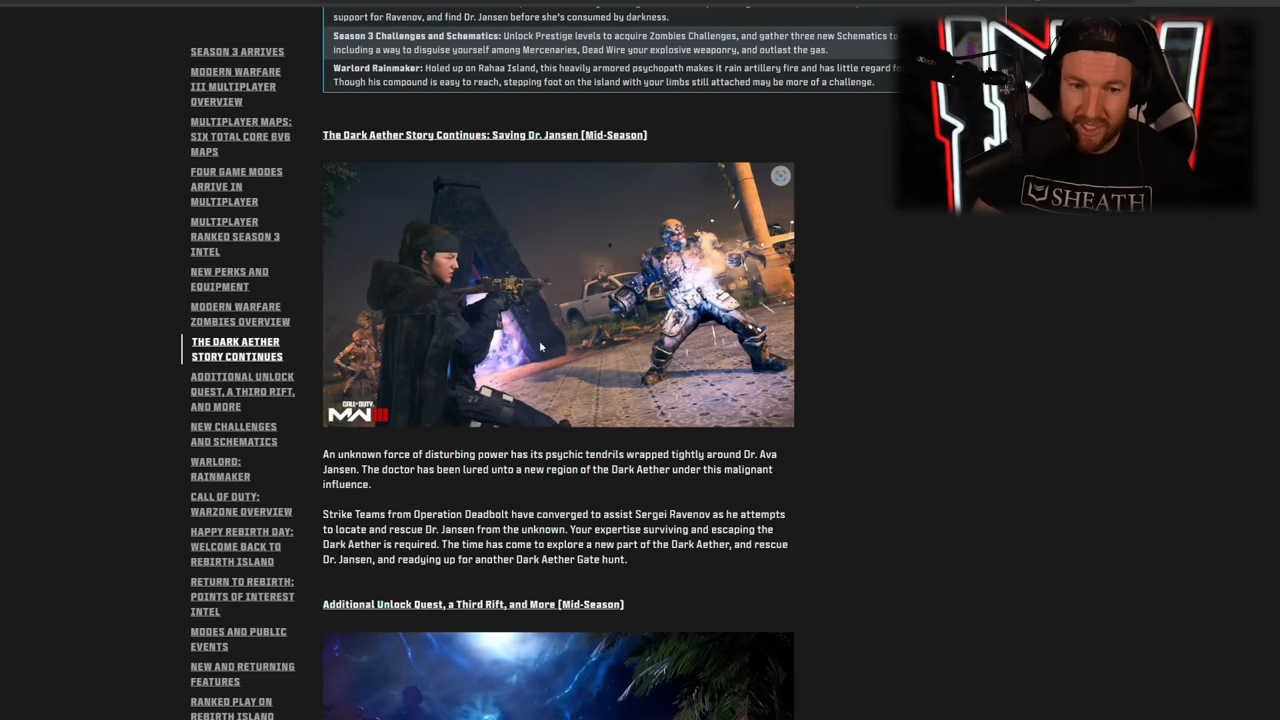 SEASON 3 ARRIVES
MODERN WARFARE
III MULTIPLAYER
OVERVIEW
MULTIPLAYER MAPS:
SIX TOTAL CORE 6V6
MAPS
FOUR GAME MODES
ARRIVE IN
MULTIPLAYER
MULTIPLAYER
RANKED SEASON 3
INTEL
NEW PERKS AND
EQUIPMENT
MODERN WARFARE
ZOMBIES OVERVIEW
THE DARK AETHER
STORY CONTINUES
ADDITIONAL UNLOCK
QUEST, A THIRD RIFT,
AND MORE
NEW CHALLENGES
AND SCHEMATICS
WARLORD:
RAINMAKER
CALL OF DUTY:
WARZONE OVERVIEW
HAPPY REBIRTH DAY:
WELCOME BACK TO
REBIRTH ISLAND
RETURN TO REBIRTH:
POINTS OF INTEREST
INTEL
MODES AND PUBLIC
EVENTS
NEW AND RETURNING
FEATURES
RANKED PLAY ON
REBIRTH ISLAND
support for Ravenov, and find Dr. Jansen before she's consumed by darkness.
Season 3 Challenges and Schematics: Unlock Prestige levels to acquire Zombies Challenges, and gather three new Schematics to
including a way to disguise yourself among Mercenaries, Dead Wire your explosive weaponry, and outlast the gas.
Warlord Rainmaker: Holed up on Rahaa Island, this heavily armored psychopath makes it rain artillery fire and has little regard
Though his compound is easy to reach, stepping foot on the island with your limbs still attached may be more of a challenge.
The Dark Aether Story Continues: Saving Dr. Jansen (Mid-Season)
CALL OF DUTY
MWIII
An unknown force of disturbing power has its psychic tendrils wrapped tightly around Dr. Ava
Jansen. The doctor has been lured unto a new region of the Dark Aether under this malignant
influence.
Strike Teams from Operation Deadbolt have converged to assist Sergei Ravenov as he attempts
to locate and rescue Dr. Jansen from the unknown. Your expertise surviving and escaping the
Dark Aether is required. The time has come to explore a new part of the Dark Aether, and rescue
Dr. Jansen, and readying up for another Dark Aether Gate hunt.
Additional Unlock Quest, a Third Rift, and More (Mid-Season)
SHEATH